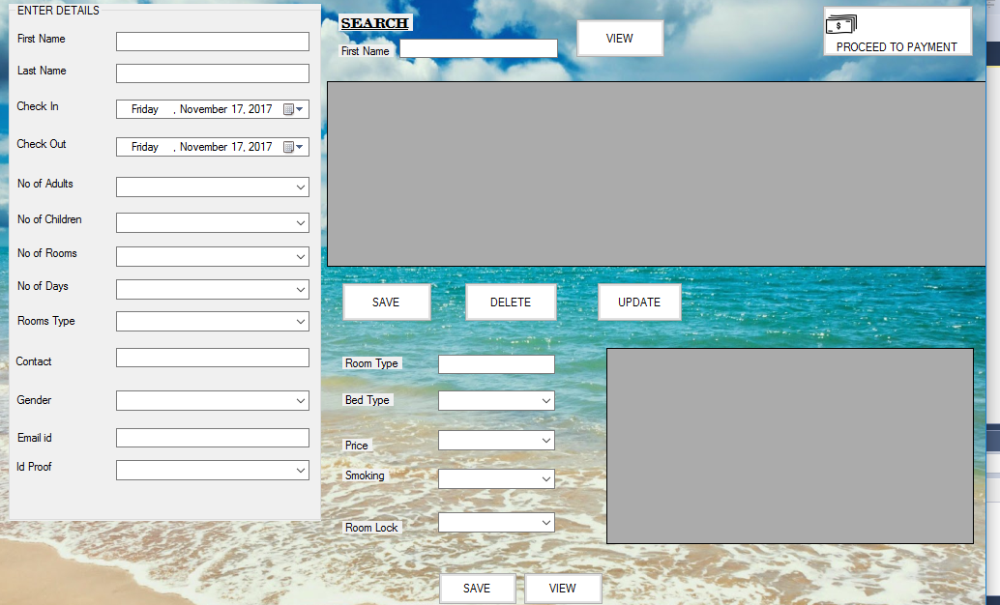 ENTER DETAILS
First Name
Last Name
Check In
Friday , November 17, 2017
Check Out
Friday , November 17, 2017
No of Adults
No of Children
No of Rooms
No of Days
Rooms Type
Contact
Gender
Email id
Id Proof
SEARCH
First Name
VIEW
$
PROCEED TO PAYMENT
SAVE
DELETE
UPDATE
Room Type
Bed Type
Price
Smoking
Room Lock
SAVE
VIEW